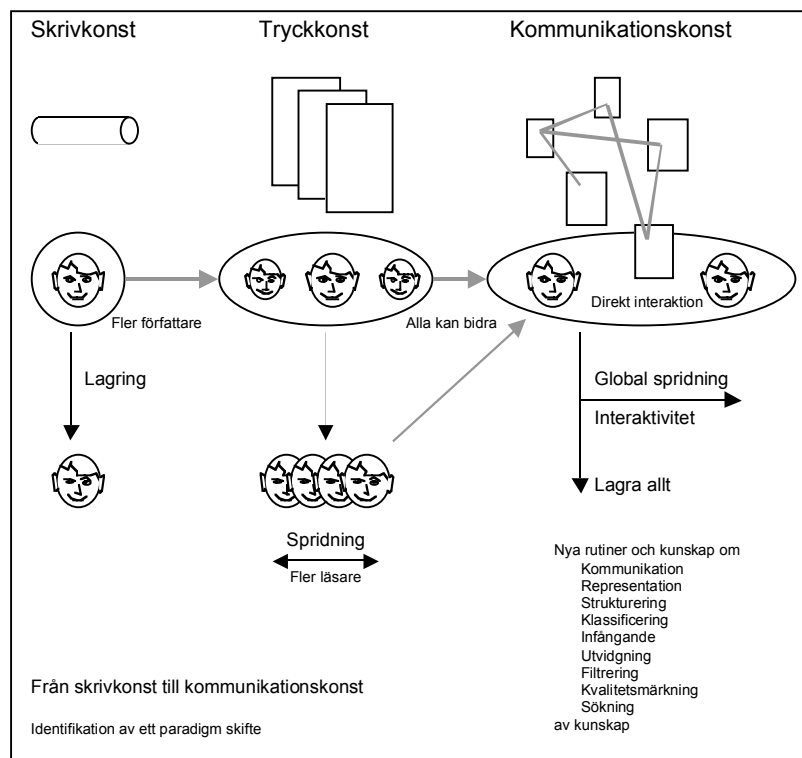 Skrivkonst
Tryckkonst
Kommunikationskonst
Fler författare
Alla kan bidra
Direkt interaktion
Lagring
Global spridning
Interaktivitet
Lagra allt
Spridning
Fler läsare
Nya rutiner och kunskap om
Kommunikation
Representation
Strukturering
Klassificering
Infångande
Utvidgning
Filtrering
Kvalitetsmärkning
Sökning
av kunskap
Från skrivkonst till kommunikationskonst
Identifikation av ett paradigm skifte